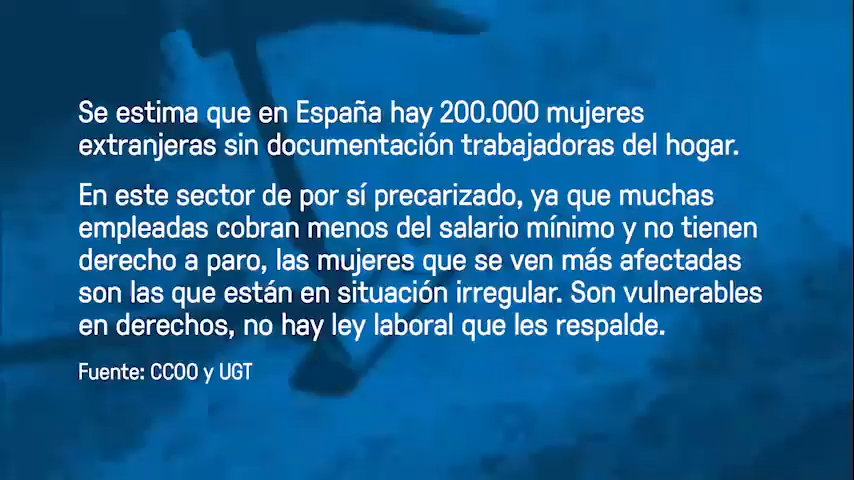 Se estima que en España hay 200.000 mujeres
extranjeras sin documentación trabajadoras del hogar.
En este sector de por sí precarizado, ya que muchas
empleadas cobran menos del salario mínimo y no tienen
derecho a paro, las mujeres que se ven más afectadas
son las que están en situación irregular. Son vulnerables
en derechos, no hay ley laboral que les respalde.
Fuente: CCOO y UGT